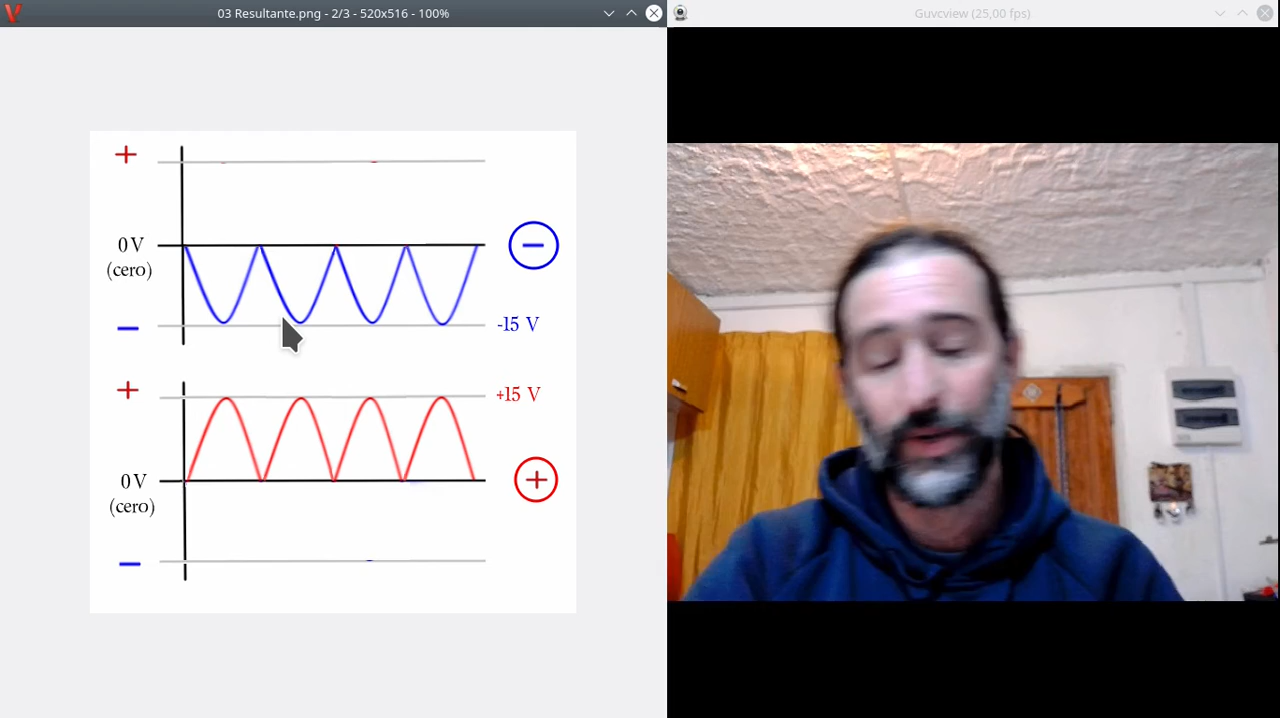 03 Resultante.png - 2/3 - 520x516 - 100%
Guvcview (25,00 fps)
+
0 V
(cero)
−
−
-15 V
+
+15 V
0 V
(cero)
+
−